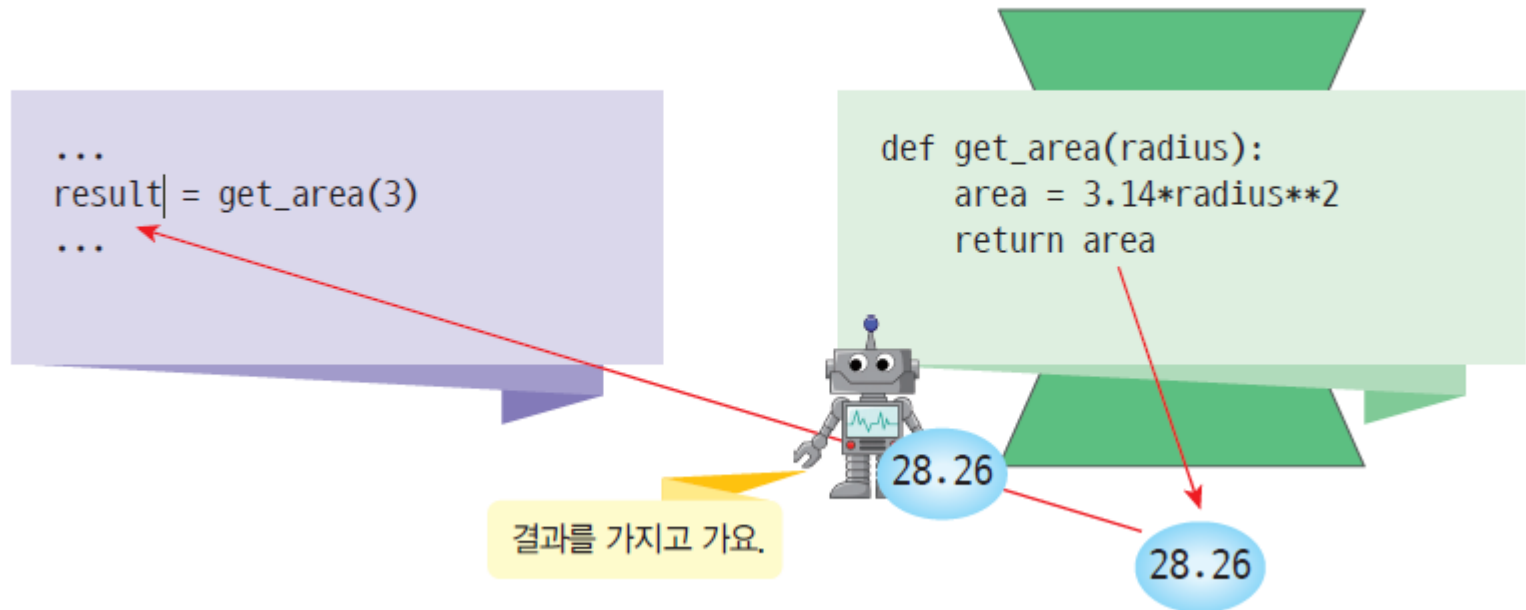 ...
result = get_area(3)
...
def get_area(radius):
    area = 3.14*radius**2
    return area
28.26
결과를 가지고 가요.
28.26